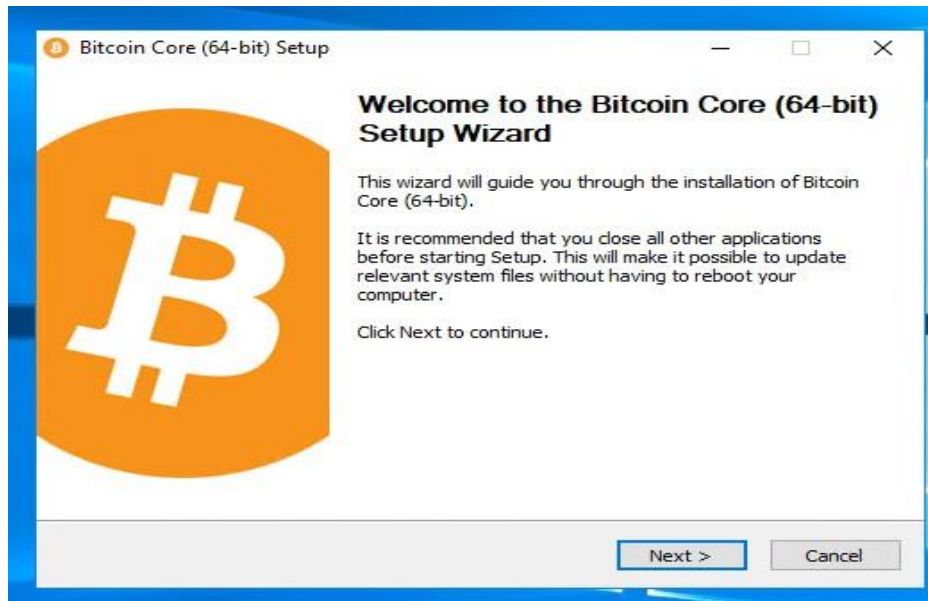 Bitcoin Core (64-bit) Setup
Welcome to the Bitcoin Core (64-bit)
Setup Wizard
This wizard will guide you through the installation of Bitcoin
Core (64-bit).
It is recommended that you close all other applications
before starting Setup. This will make it possible to update
relevant system files without having to reboot your
computer.
Click Next to continue.
Next >
Cancel